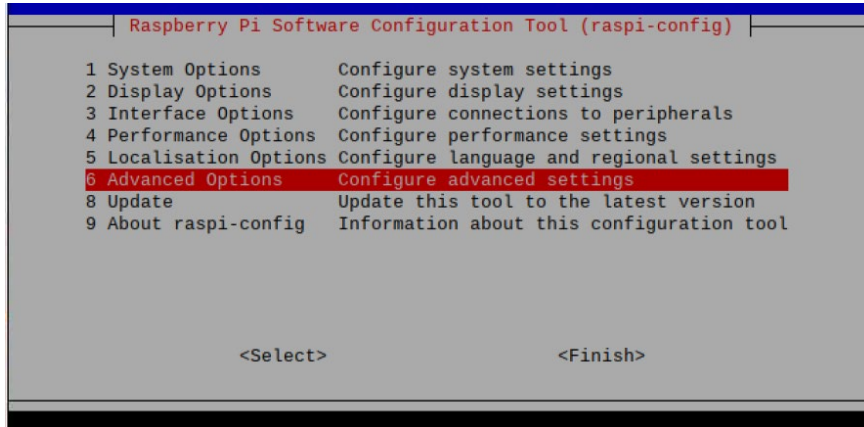 Raspberry Pi Software Configuration Tool (raspi-config)
1 System Options Configure system settings
2 Display Options Configure display settings
3 Interface Options Configure connections to peripherals
4 Performance Options Configure performance settings
5 Localisation Options Configure language and regional settings
6 Advanced Options Configure advanced settings
8 Update Update this tool to the latest version
9 About raspi-config Information about this configuration tool
<Select> <Finish>